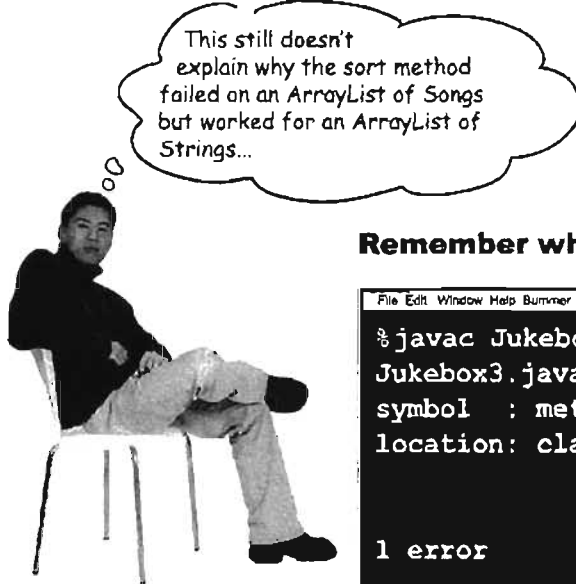 This still doesn't
explain why the sort method
failed on an ArrayList of Songs
but worked for an ArrayList of
Strings...
Remember wh
File Edit Window Help Bummer
%javac Jukebo
Jukebox3.java
symbol : met
location: cla
1 error